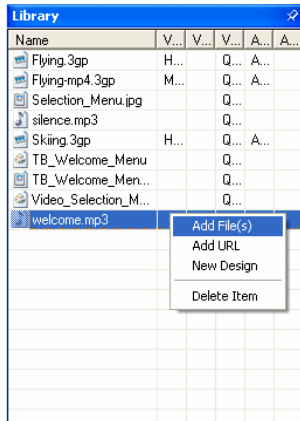 Library
Name V... V... V... A... A...
Flying.3gp H... Q... A...
Flying-mp4.3gp M... Q... A...
Selection_Menu.jpg Q...
silence.mp3 Q...
Skiing.3gp H... Q... A...
TB_Welcome_Menu Q...
TB_Welcome_Men... Q...
Video_Selection_M... Q...
welcome.mp3
Add File(s)
Add URL
New Design
Delete Item